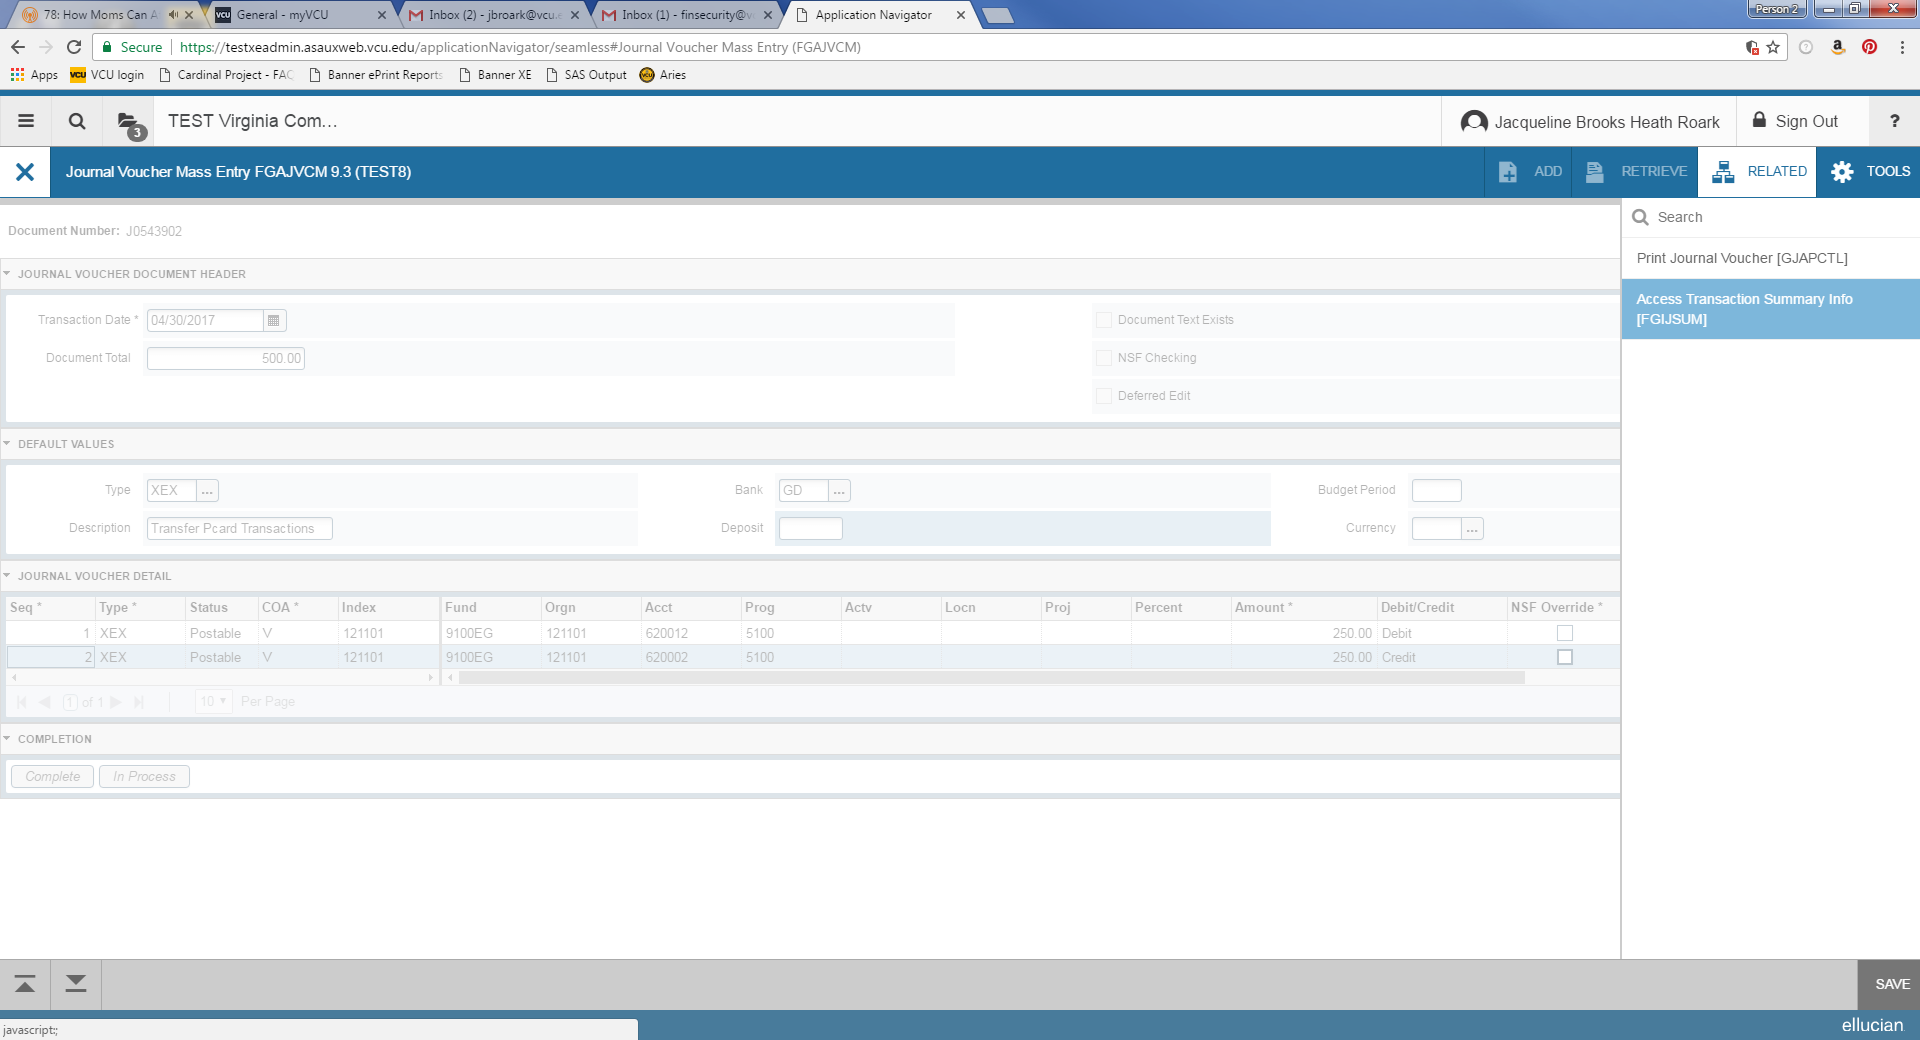 78: How Moms Can A
General - myVCU
Inbox (2) - jbroark@vcu.e
Inbox (1) - finsecurity@v
Application Navigator
Person 2
Secure
https://testxeadmin.asauxweb.vcu.edu/applicationNavigator/seamless#Journal Voucher Mass Entry (FGAJVCM)
Apps
VCU VCU login
Cardinal Project - FAC
Banner ePrint Reports
Banner XE
SAS Output
Aries
3
TEST Virginia Com...
Jacqueline Brooks Heath Roark
Sign Out
?
Journal Voucher Mass Entry FGAJVCM 9.3 (TEST8)
ADD
RETRIEVE
RELATED
TOOLS
Search
Print Journal Voucher [GJAPCTL]
Access Transaction Summary Info
[FGIJSUM]
Document Number: J0543902
JOURNAL VOUCHER DOCUMENT HEADER
Transaction Date * 04/30/2017
Document Text Exists
Document Total 500.00
NSF Checking
Deferred Edit
DEFAULT VALUES
Type XEX ... Bank GD ... Budget Period
Description Transfer Pcard Transactions Deposit Currency ...
JOURNAL VOUCHER DETAIL
Seq * Type * Status COA * Index Fund Orgn Acct Prog Actv Locn Proj Percent Amount * Debit/Credit NSF Override *
1 XEX Postable V 121101 9100EG 121101 620012 5100 250.00 Debit
2 XEX Postable V 121101 9100EG 121101 620002 5100 250.00 Credit
1 of 1 10 Per Page
COMPLETION
Complete In Process
SAVE
javascript:;
ellucian